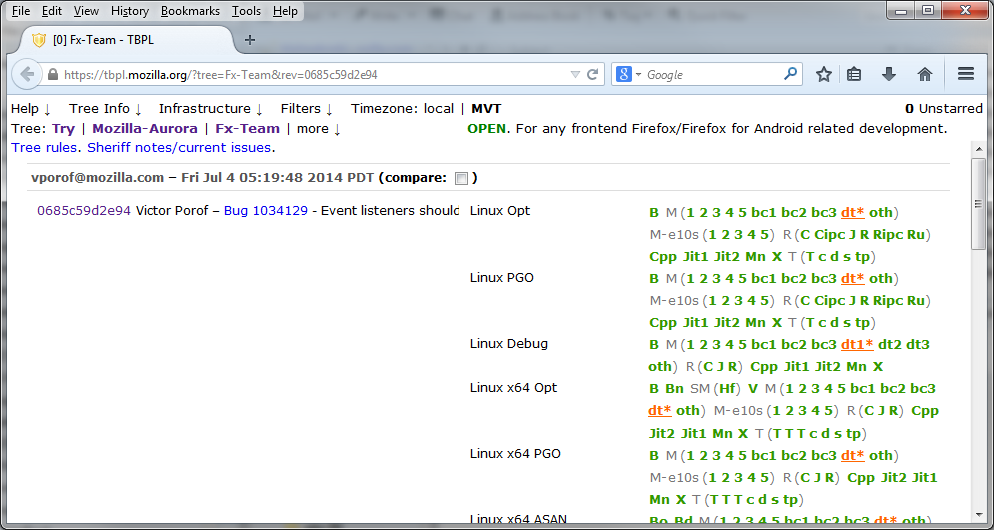 File Edit View History Bookmarks Tools Help
[0] Fx-Team - TBPL
https://tbpl.mozilla.org/?tree=Fx-Team&rev=0685c59d2e94
8 Google
Help ↓ Tree Info ↓ Infrastructure ↓ Filters ↓ Timezone: local | MVT 0 Unstarred
Tree: Try | Mozilla-Aurora | Fx-Team | more ↓ OPEN. For any frontend Firefox/Firefox for Android related development.
Tree rules. Sheriff notes/current issues.
vporof@mozilla.com – Fri Jul 4 05:19:48 2014 PDT (compare: )
0685c59d2e94 Victor Porof – Bug 1034129 - Event listeners should
Linux Opt B M (1 2 3 4 5 bc1 bc2 bc3 dt* oth)
M-e10s (1 2 3 4 5) R (C Cipc J R Ripc Ru)
Cpp Jit1 Jit2 Mn X T (T c d s tp)
Linux PGO B M (1 2 3 4 5 bc1 bc2 bc3 dt* oth)
M-e10s (1 2 3 4 5) R (C Cipc J R Ripc Ru)
Cpp Jit1 Jit2 Mn X T (T c d s tp)
Linux Debug B M (1 2 3 4 5 bc1 bc2 bc3 dt1* dt2 dt3
oth) R (C J R) Cpp Jit1 Jit2 Mn X
Linux x64 Opt B Bn SM (Hf) V M (1 2 3 4 5 bc1 bc2 bc3
dt* oth) M-e10s (1 2 3 4 5) R (C J R) Cpp
Jit2 Jit1 Mn X T (T T T c d s tp)
Linux x64 PGO B M (1 2 3 4 5 bc1 bc2 bc3 dt* oth)
M-e10s (1 2 3 4 5) R (C J R) Cpp Jit2 Jit1
Mn X T (T T T c d s tp)
Linux x64 ASAN Bo Bd M (1 2 3 4 5 bc1 bc2 bc3 dt* oth)